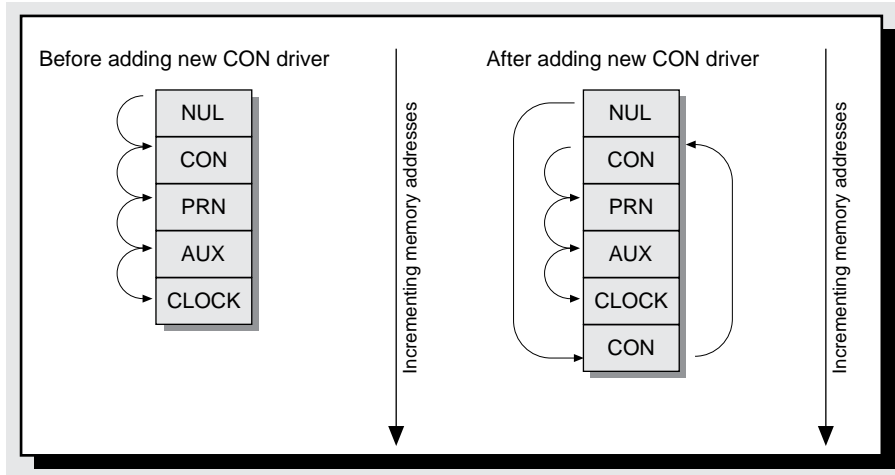 Before adding new CON driver
NUL
CON
PRN
AUX
CLOCK
Incrementing memory addresses
After adding new CON driver
NUL
CON
PRN
AUX
CLOCK
CON
Incrementing memory addresses